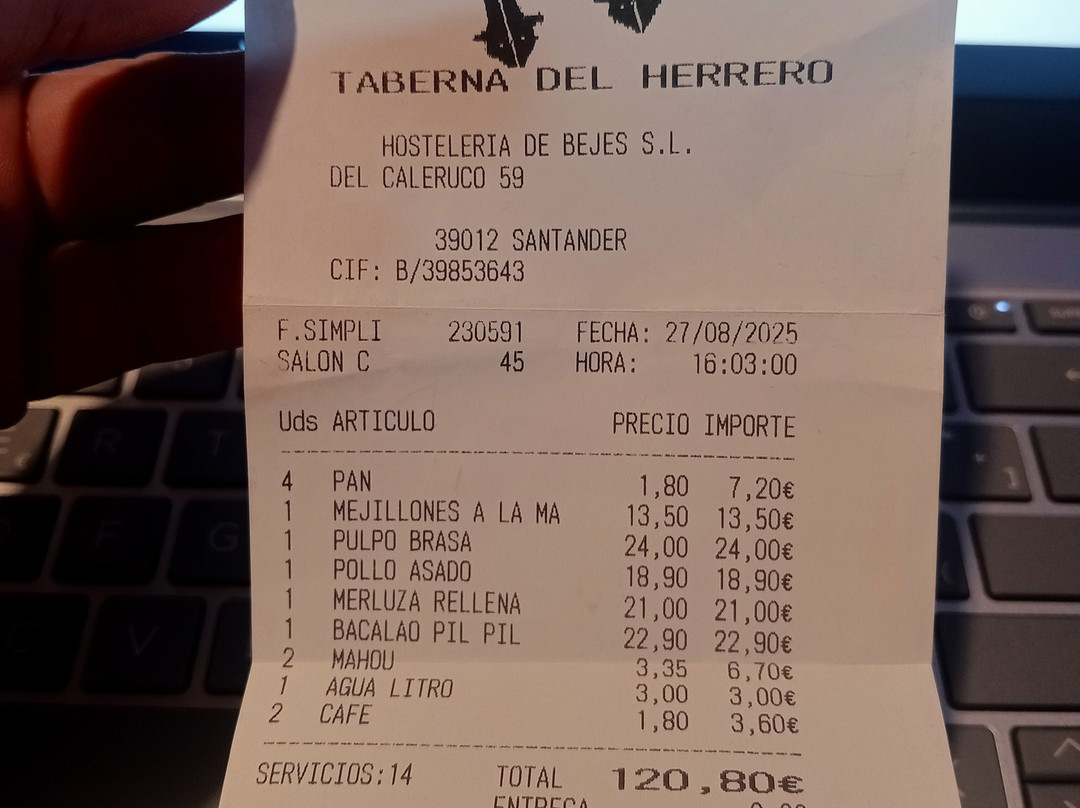 TABERNA DEL HERRERO
HOSTELERIA DE BEJES S.L.
DEL CALERUCO 59
39012 SANTANDER
CIF: B/39853643
F.SIMPLI 230591 FECHA: 27/08/2025
SALON C 45 HORA: 16:03:00
Uds ARTICULO PRECIO IMPORTE
4 PAN 1,80 7,20€
1 MEJILLONES A LA MA 13,50 13,50€
1 PULPO BRASA 24,00 24,00€
1 POLLO ASADO 18,90 18,90€
1 MERLUZA RELLENA 21,00 21,00€
1 BACALAO PIL PIL 22,90 22,90€
2 MAHOU 3,35 6,70€
1 AGUA LITRO 3,00 3,00€
2 CAFE 1,80 3,60€
SERVICIOS:14 TOTAL 120,80€
ENTREGA